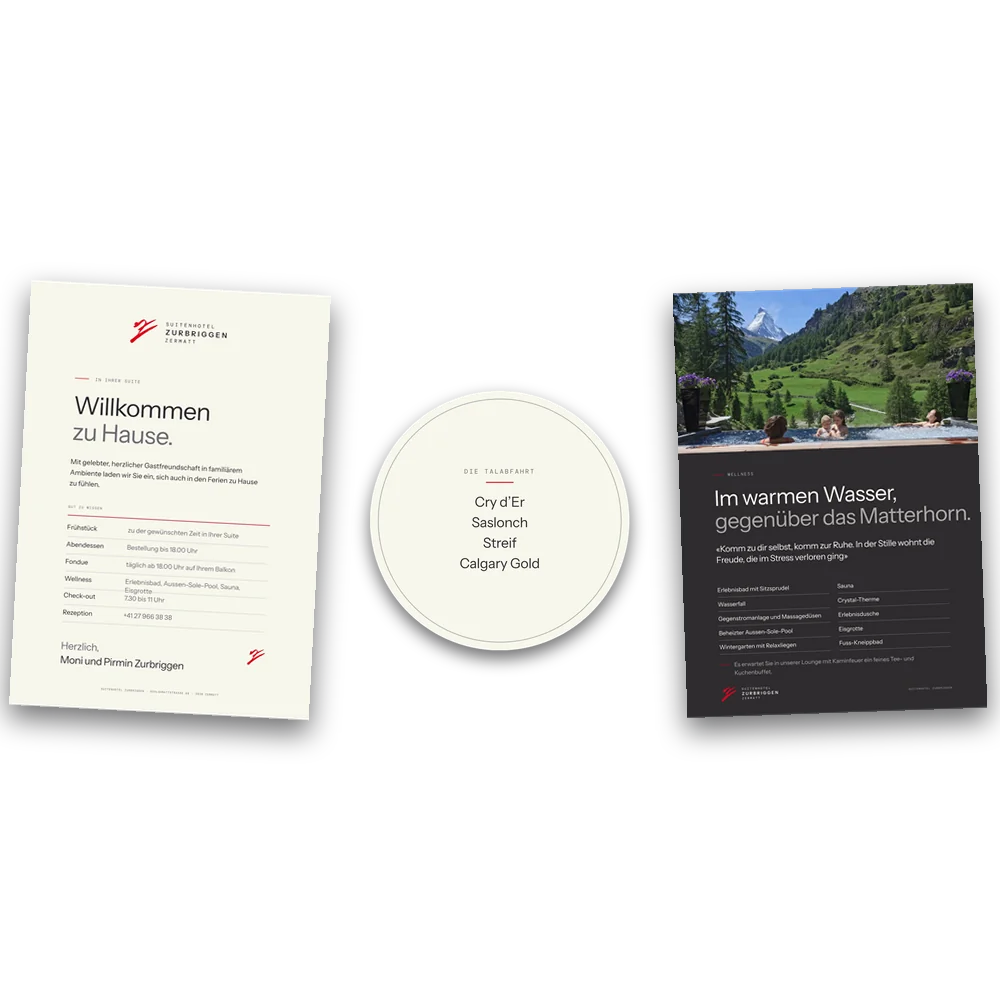 SUITENHOTEL
ZURBRIGGEN
ZERMATT
IN IHRER SUITE
Willkommen
zu Hause.
Mit gelebter, herzlicher Gastfreundschaft in familiärem
Ambiente laden wir Sie ein, sich auch in den Ferien zu Hause
zu fühlen.
GUT ZU WISSEN
Frühstück zu der gewünschten Zeit in Ihrer Suite
Abendessen Bestellung bis 18.00 Uhr
Fondue täglich ab 18.00 Uhr auf Ihrem Balkon
Wellness Erlebnisbad, Aussen-Sole-Pool, Sauna,
Eisgrotte
Check-out 7.30 bis 11 Uhr
Rezeption +41 27 966 38 38
Herzlich,
Moni und Pirmin Zurbriggen
DIE TALABFAHRT
Cry d'Er
Saslonch
Streif
Calgary Gold
WELLNESS
Im warmen Wasser,
gegenüber das Matterhorn.
«Komm zu dir selbst, komm zur Ruhe. In der Stille wohnt die
Freude, die im Stress verloren ging»
Erlebnisbad mit Sitzsprudel
Wasserfall
Gegenstromanlage und Massagedüsen
Beheizter Aussen-Sole-Pool
Wintergarten mit Relaxliegen
Sauna
Crystal-Therme
Erlebnisdusche
Eisgrotte
Fuss-Kneippbad
Es erwartet Sie in unserer Lounge mit Kaminfeuer ein feines Tee- und
Kuchenbuffet.
SUITENHOTEL
ZURBRIGGEN
ZERMATT
SUITENHOTEL ZURBRIGGEN